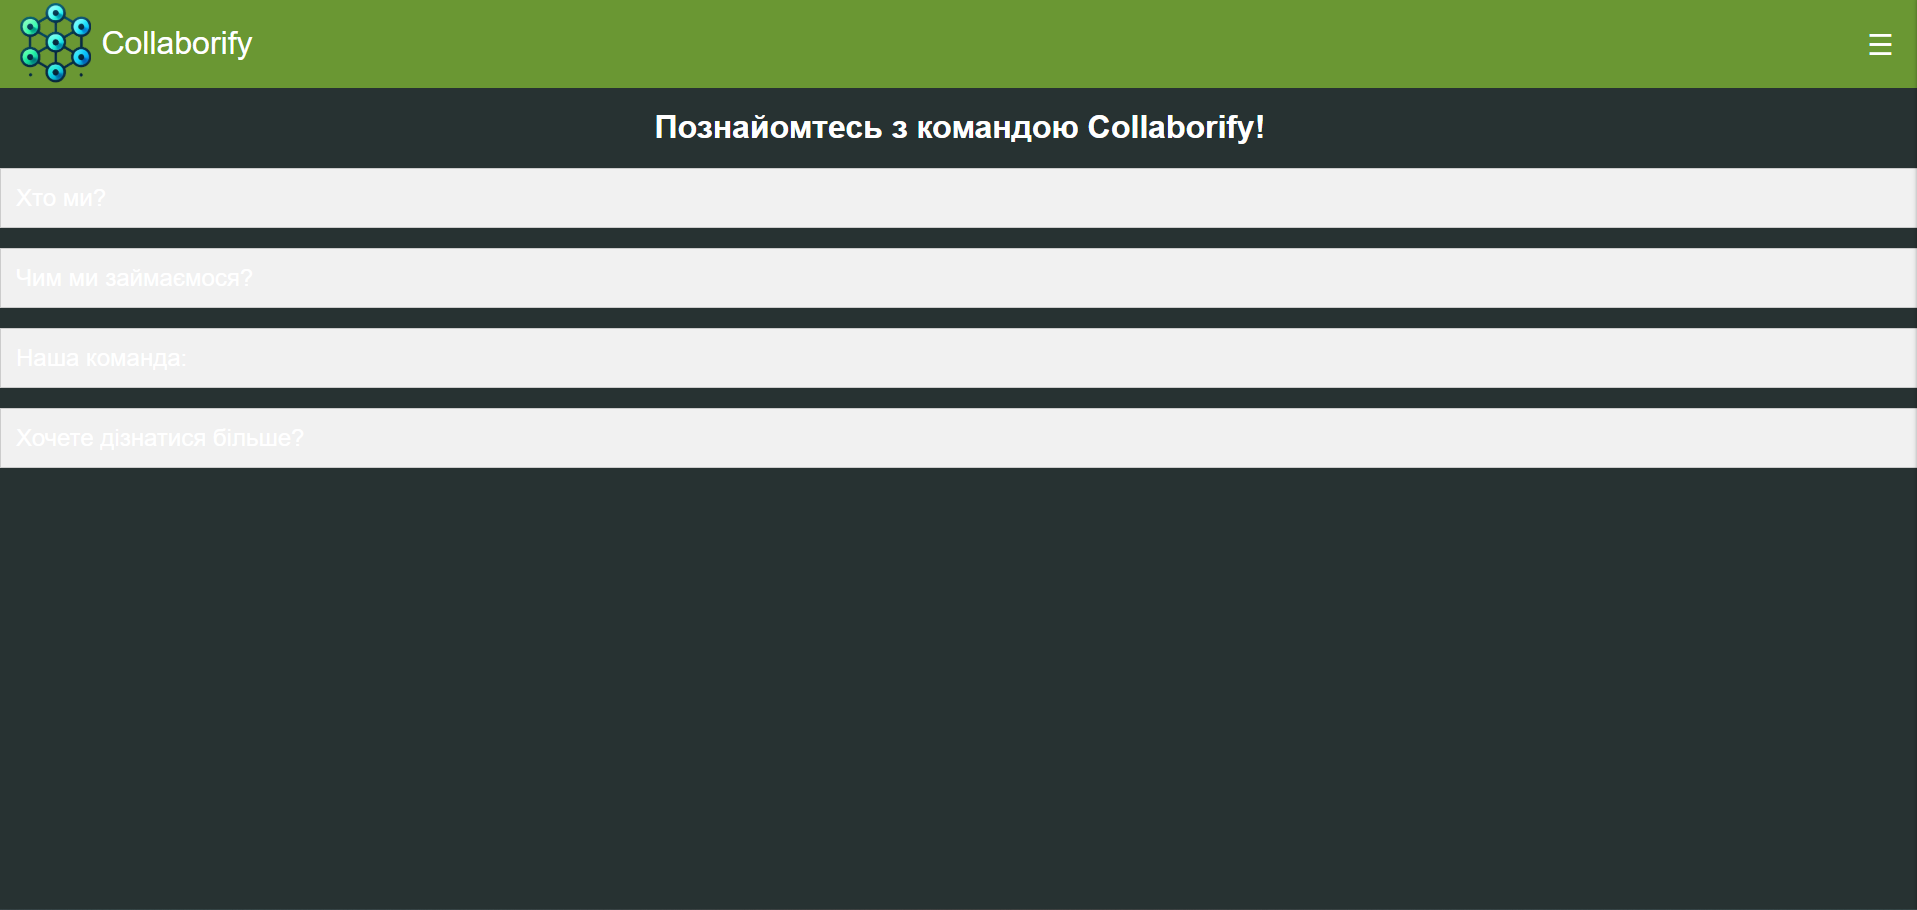 Collaborify
Познайомтесь з командою Collaborify!
Хто ми?
Чим ми займаємося?
Наша команда:
Хочете дізнатися більше?